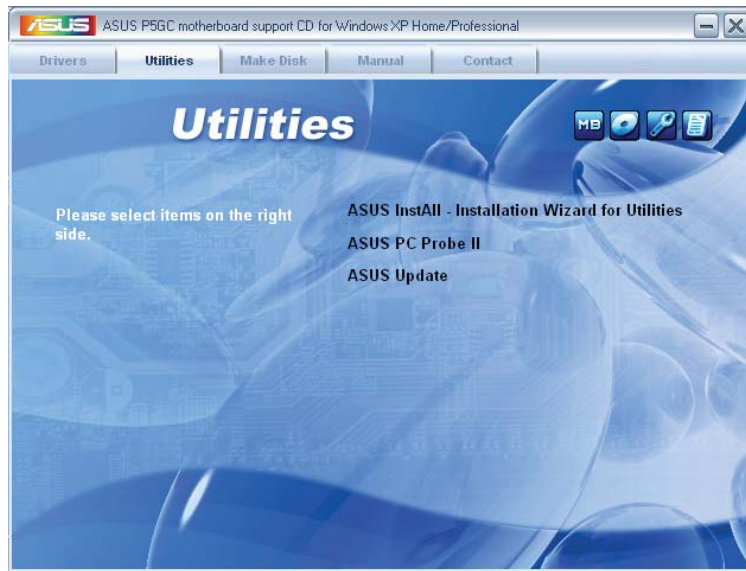 ASUS ASUS P5GC motherboard support CD for Windows XP Home/Professional
Drivers Utilities Make Disk Manual Contact
Utilities
MB
Please select items on the right
side.
ASUS InstAll - Installation Wizard for Utilities
ASUS PC Probe II
ASUS Update